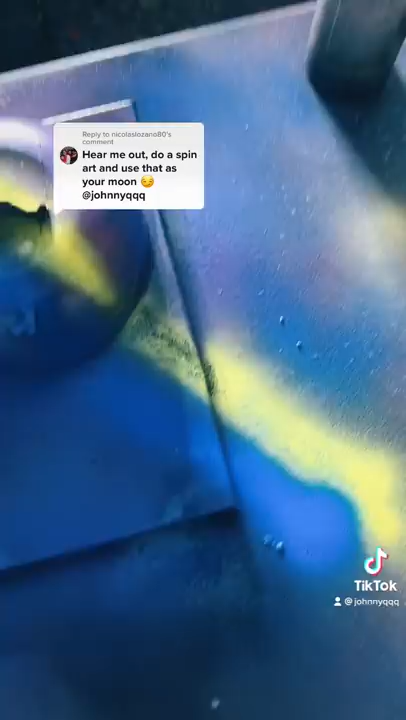 Reply to nicolaslozano80's
comment
Hear me out, do a spin
art and use that as
your moon 😏
@johnnyqqq
TikTok
@johnnyqqq